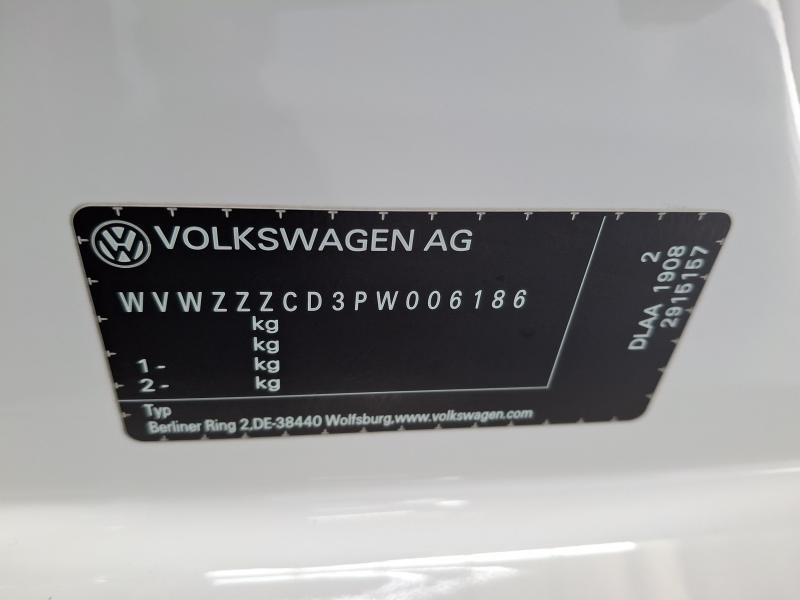 VOLKSWAGEN AG
WVWZZZCD3PW006186
kg
kg
1- kg
2- kg
Typ
Berliner Ring 2,DE-38440 Wolfsburg,www.volkswagen.com
2
DLAA 1908
2915157